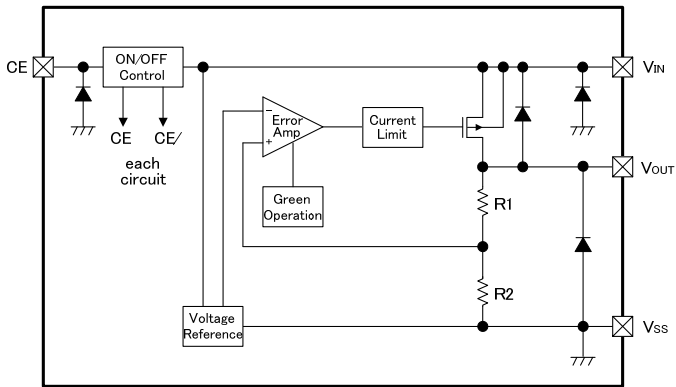 CE
ON/OFF
Control
VIN
CE
CE/
each
circuit
−
Error
Amp
+
Current
Limit
Green
Operation
VOUT
R1
R2
Voltage
Reference
VSS